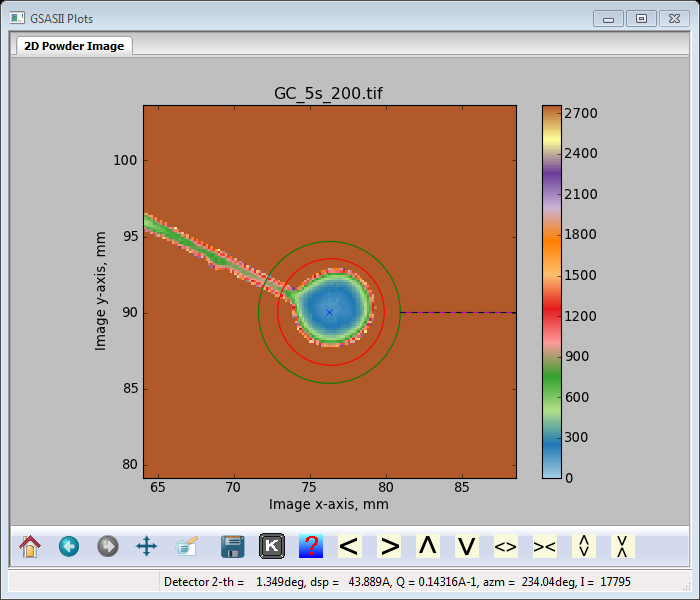 GSASII Plots
2D Powder Image
GC_5s_200.tif
Image y-axis, mm
100
95
90
85
80
65 70 75 80 85
Image x-axis, mm
2700
2400
2100
1800
1500
1200
900
600
300
0
K ? < > Λ V <> >< 
Detector 2-th = 1.349deg, dsp = 43.889A, Q = 0.14316A-1, azm = 234.04deg, I = 17795